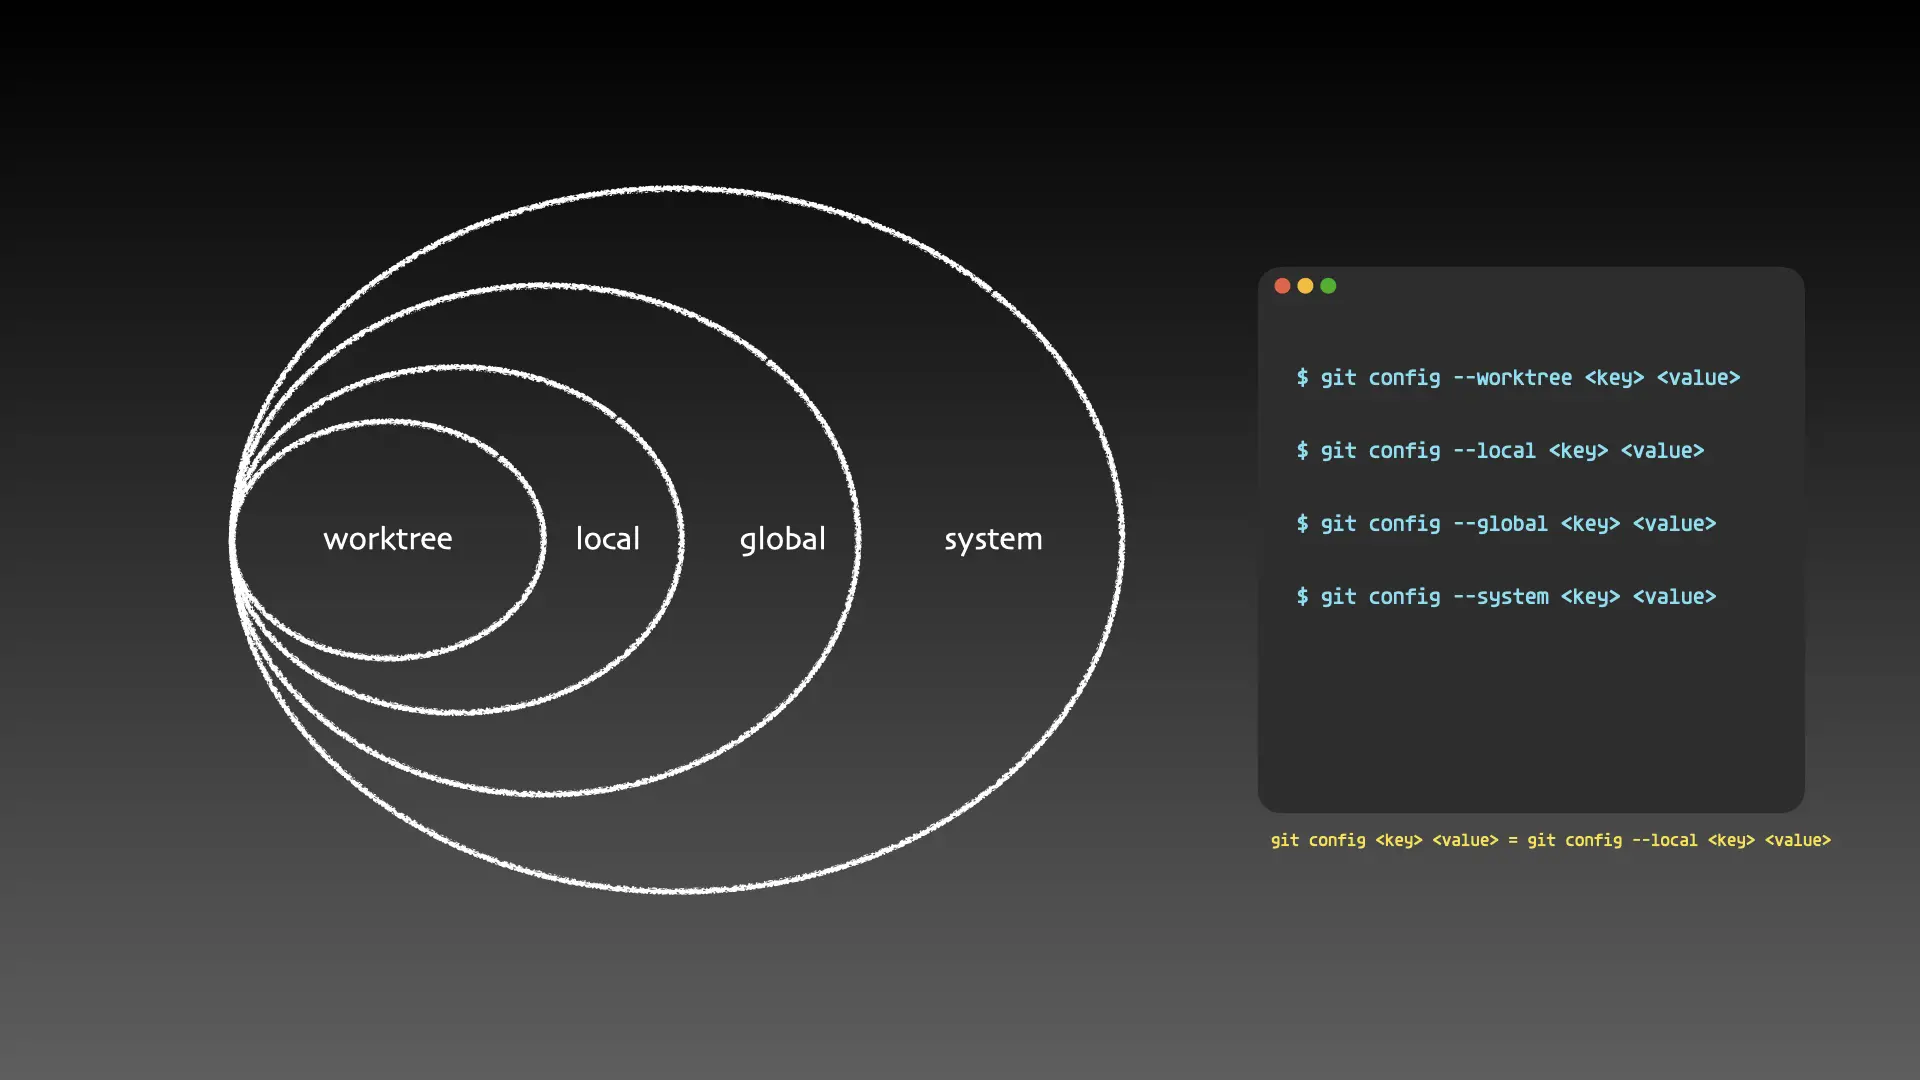 worktree local global system
$ git config --worktree <key> <value>
$ git config --local <key> <value>
$ git config --global <key> <value>
$ git config --system <key> <value>
git config <key> <value> = git config --local <key> <value>